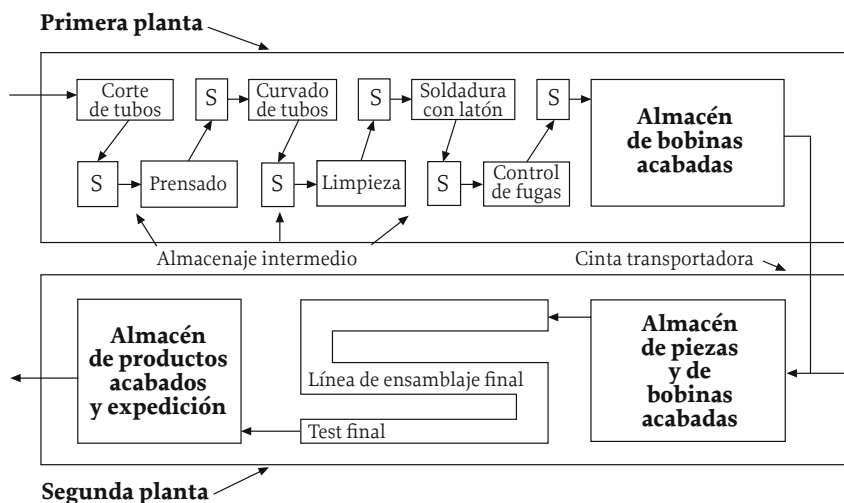 Primera planta
Corte
de tubos
S
Curvado
de tubos
S
Soldadura
con latón
S
Almacén
de bobinas
acabadas
S
Prensado
S
Limpieza
S
Control
de fugas
Almacenaje intermedio
Cinta transportadora
Almacén
de productos
acabados
y expedición
Línea de ensamblaje final
Test final
Almacén
de piezas
y de
bobinas
acabadas
Segunda planta